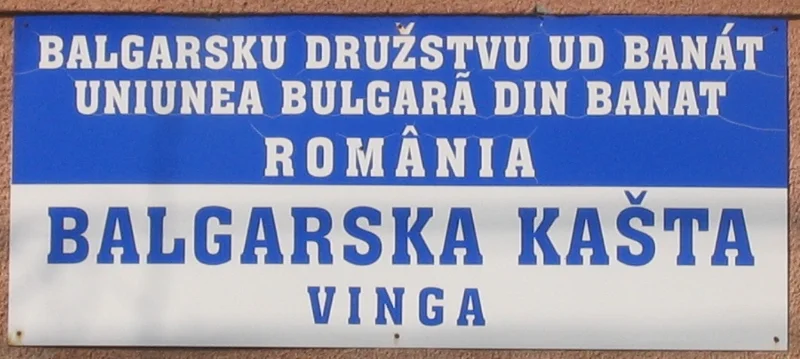 BALGARSKU DRUŽSTVU UD BANÁT
UNIUNEA BULGARÃ DIN BANAT
ROMÂNIA
BALGARSKA KAŠTA
VINGA